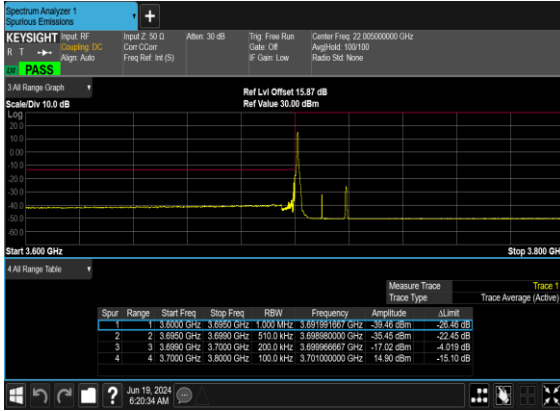 Spectrum Analyzer 1
Spurious Emissions
+
KEYSIGHT Input: RF Input Z: 50 Ω Atten: 30 dB Trig: Free Run Center Freq: 22.005000000 GHz
R T Coupling: DC Corr CCorr Gate: Off Avg|Hold: 100/100
Align: Auto Freq Ref: Int (S) IF Gain: Low Radio Std: None
PASS
3 All Range Graph
Ref Lvl Offset 15.87 dB
Scale/Div 10.0 dB Ref Value 30.00 dBm
Log
20.0
10.0
0.00
-10.0
-20.0
-30.0
-40.0
-50.0
-60.0
Start 3.600 GHz Stop 3.800 GH
4 All Range Table
Measure Trace Trace 1
Trace Type Trace Average (Active)
Spur Range Start Freq Stop Freq RBW Frequency Amplitude ΔLimit
1 1 3.6000 GHz 3.6950 GHz 1.000 MHz 3.691991667 GHz -39.46 dBm -26.46 dB
2 2 3.6950 GHz 3.6990 GHz 510.0 kHz 3.698980000 GHz -35.45 dBm -22.45 dB
3 3 3.6990 GHz 3.7000 GHz 200.0 kHz 3.699966667 GHz -17.02 dBm -4.019 dB
4 4 3.7000 GHz 3.8000 GHz 100.0 kHz 3.701000000 GHz 14.90 dBm -15.10 dB
? Jun 19, 2024
6:20:34 AM